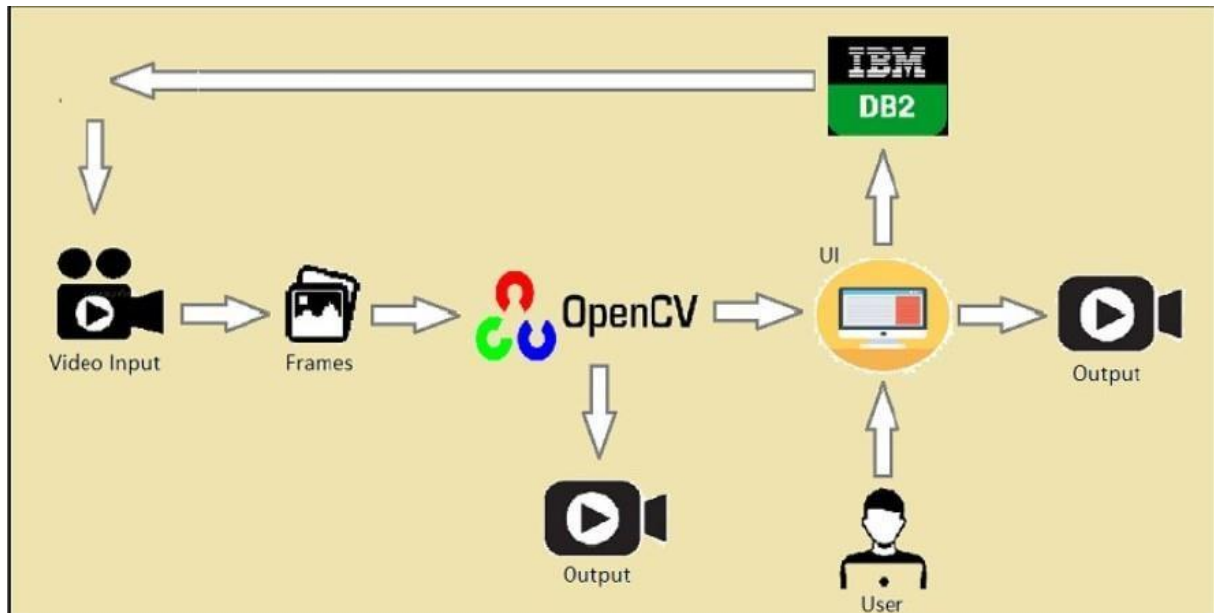 IBM
DB2
UI
OpenCV
Video Input
Frames
Output
Output
User